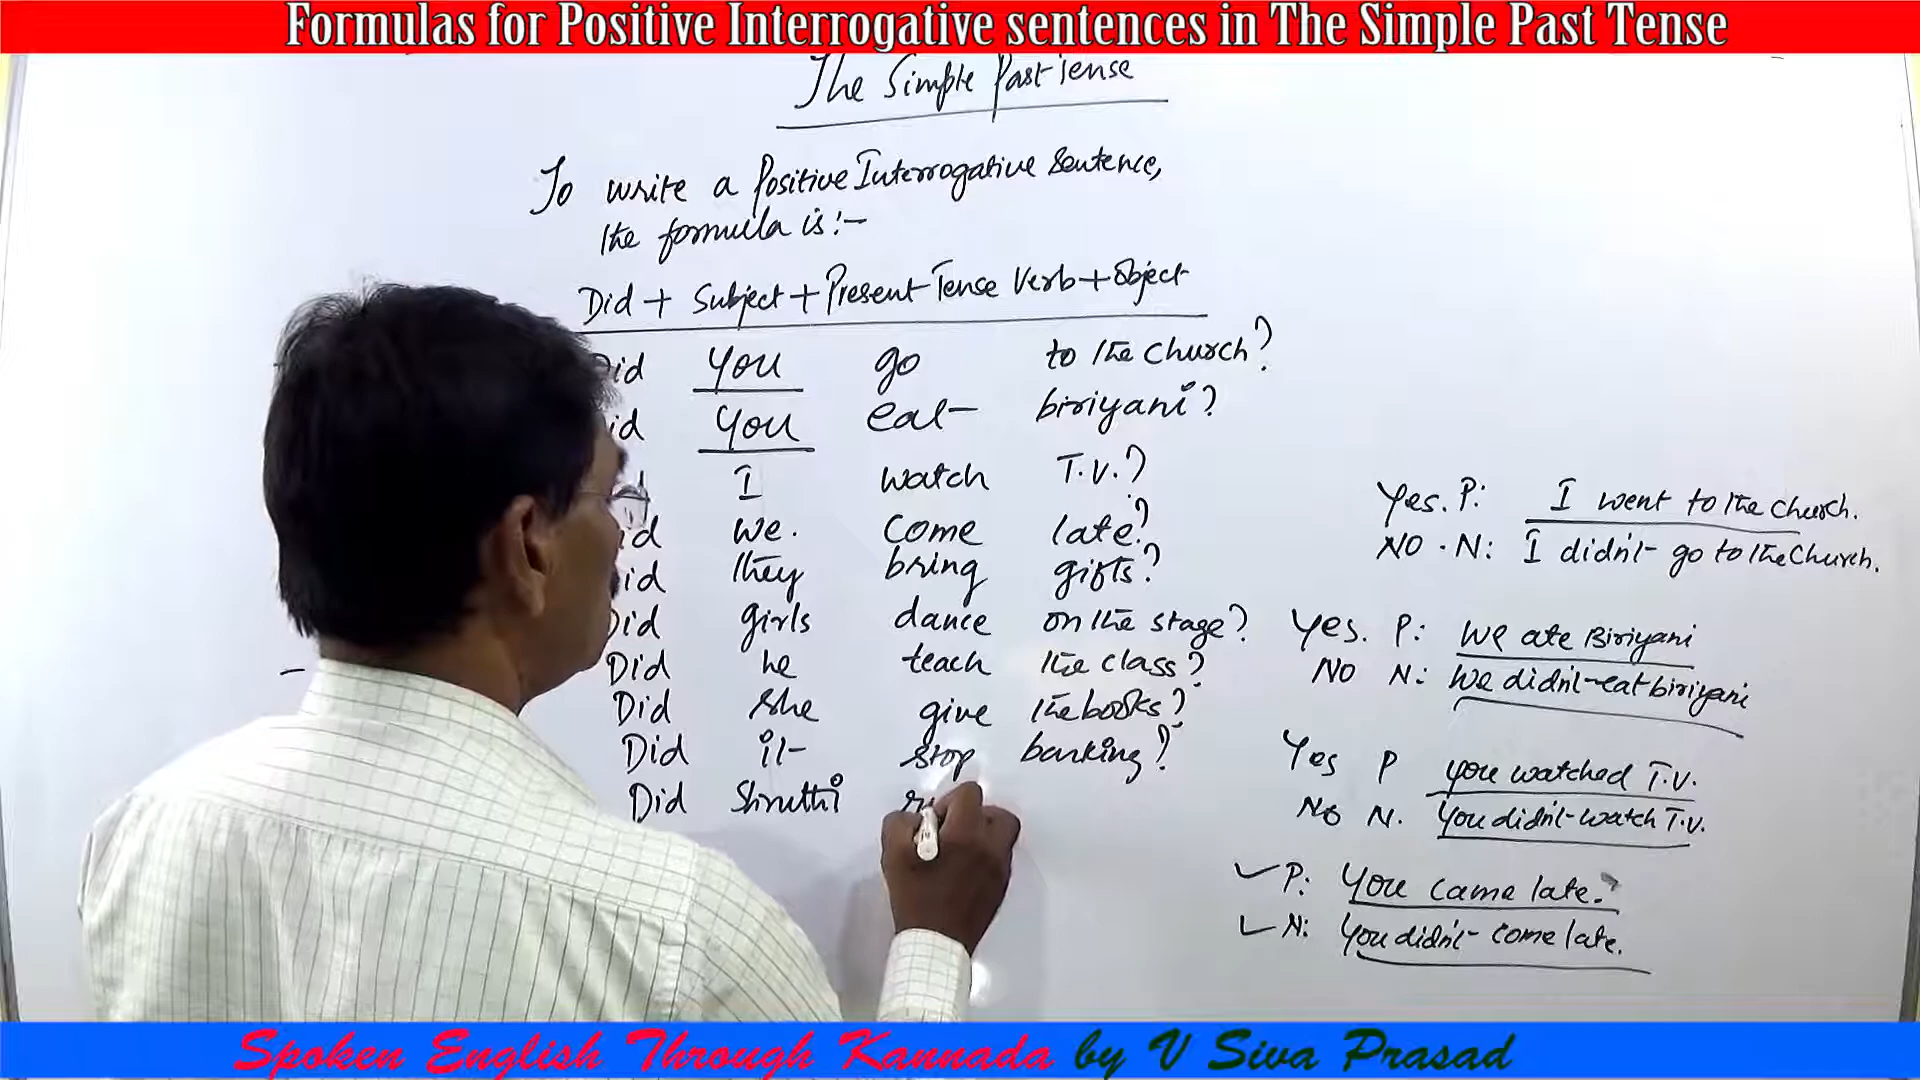 Formulas for Positive Interrogative sentences in The Simple Past Tense
The Simple Past Tense
To write a Positive Interrogative Sentence,
the formula is:-
Did + Subject + Present Tense Verb + Object
Did you go to the church?
Did you eat biriyani?
I watch T.V.?
Did we. come late?
Did they bring gifts?
Did girls dance on the stage?
Did he teach the class?
Did she give the books?
Did it stop barking?
Did Shruthi
Yes. P: I went to the church.
NO . N: I didn't go to the church.
Yes. P: We ate Biriyani
NO N: We didn't eat biriyani
Yes P you watched T.V.
No N. You didn't watch T.V.
P: You came late.
N: You didn't come late.
Spoken English Through Kannada by V Siva Prasad